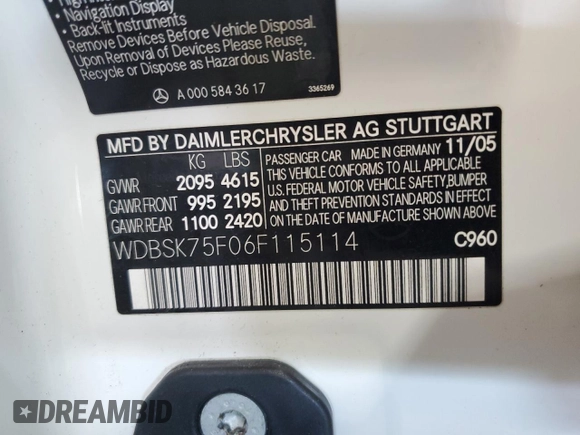 • Navigation Display
• Back-lit Instruments
Remove Devices Before Vehicle Disposal.
Upon Removal of Devices Please Reuse,
Recycle or Dispose as Hazardous Waste.
A 000 584 36 17
3365269
MFD BY DAIMLERCHRYSLER AG STUTTGART
KG LBS
GVWR 2095 4615
GAWR FRONT 995 2195
GAWR REAR 1100 2420
PASSENGER CAR MADE IN GERMANY 11/05
THIS VEHICLE CONFORMS TO ALL APPLICABLE
U.S. FEDERAL MOTOR VEHICLE SAFETY, BUMPER
AND THEFT PREVENTION STANDARDS IN EFFECT
ON THE DATE OF MANUFACTURE SHOWN ABOVE.
WDBSK75F06F115114
C960
DREAMBID